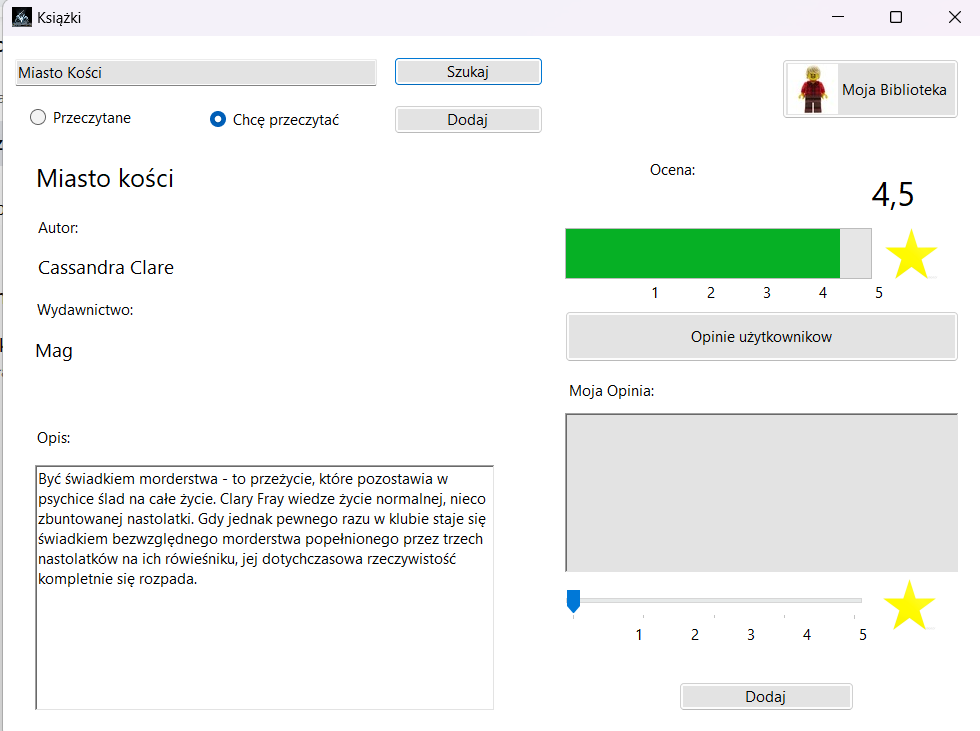 Książki
Miasto Kości
Szukaj
Moja Biblioteka
Przeczytane
Chcę przeczytać
Dodaj
Miasto kości
Ocena:
4,5
Autor:
Cassandra Clare
1 2 3 4 5
Wydawnictwo:
Opinie użytkownikow
Mag
Moja Opinia:
Opis:
Być świadkiem morderstwa - to przeżycie, które pozostawia w
psychice ślad na całe życie. Clary Fray wiedze życie normalnej, nieco
zbuntowanej nastolatki. Gdy jednak pewnego razu w klubie staje się
świadkiem bezwzględnego morderstwa popełnionego przez trzech
nastolatków na ich rówieśniku, jej dotychczasowa rzeczywistość
kompletnie się rozpada.
1 2 3 4 5
Dodaj